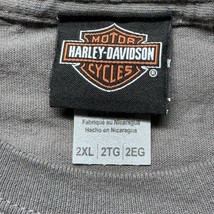 MOTOR
HARLEY-DAVIDSON
CYCLES
®
Fabriqué au Nicaragua
Hecho en Nicaragua
2XL 2TG 2EG